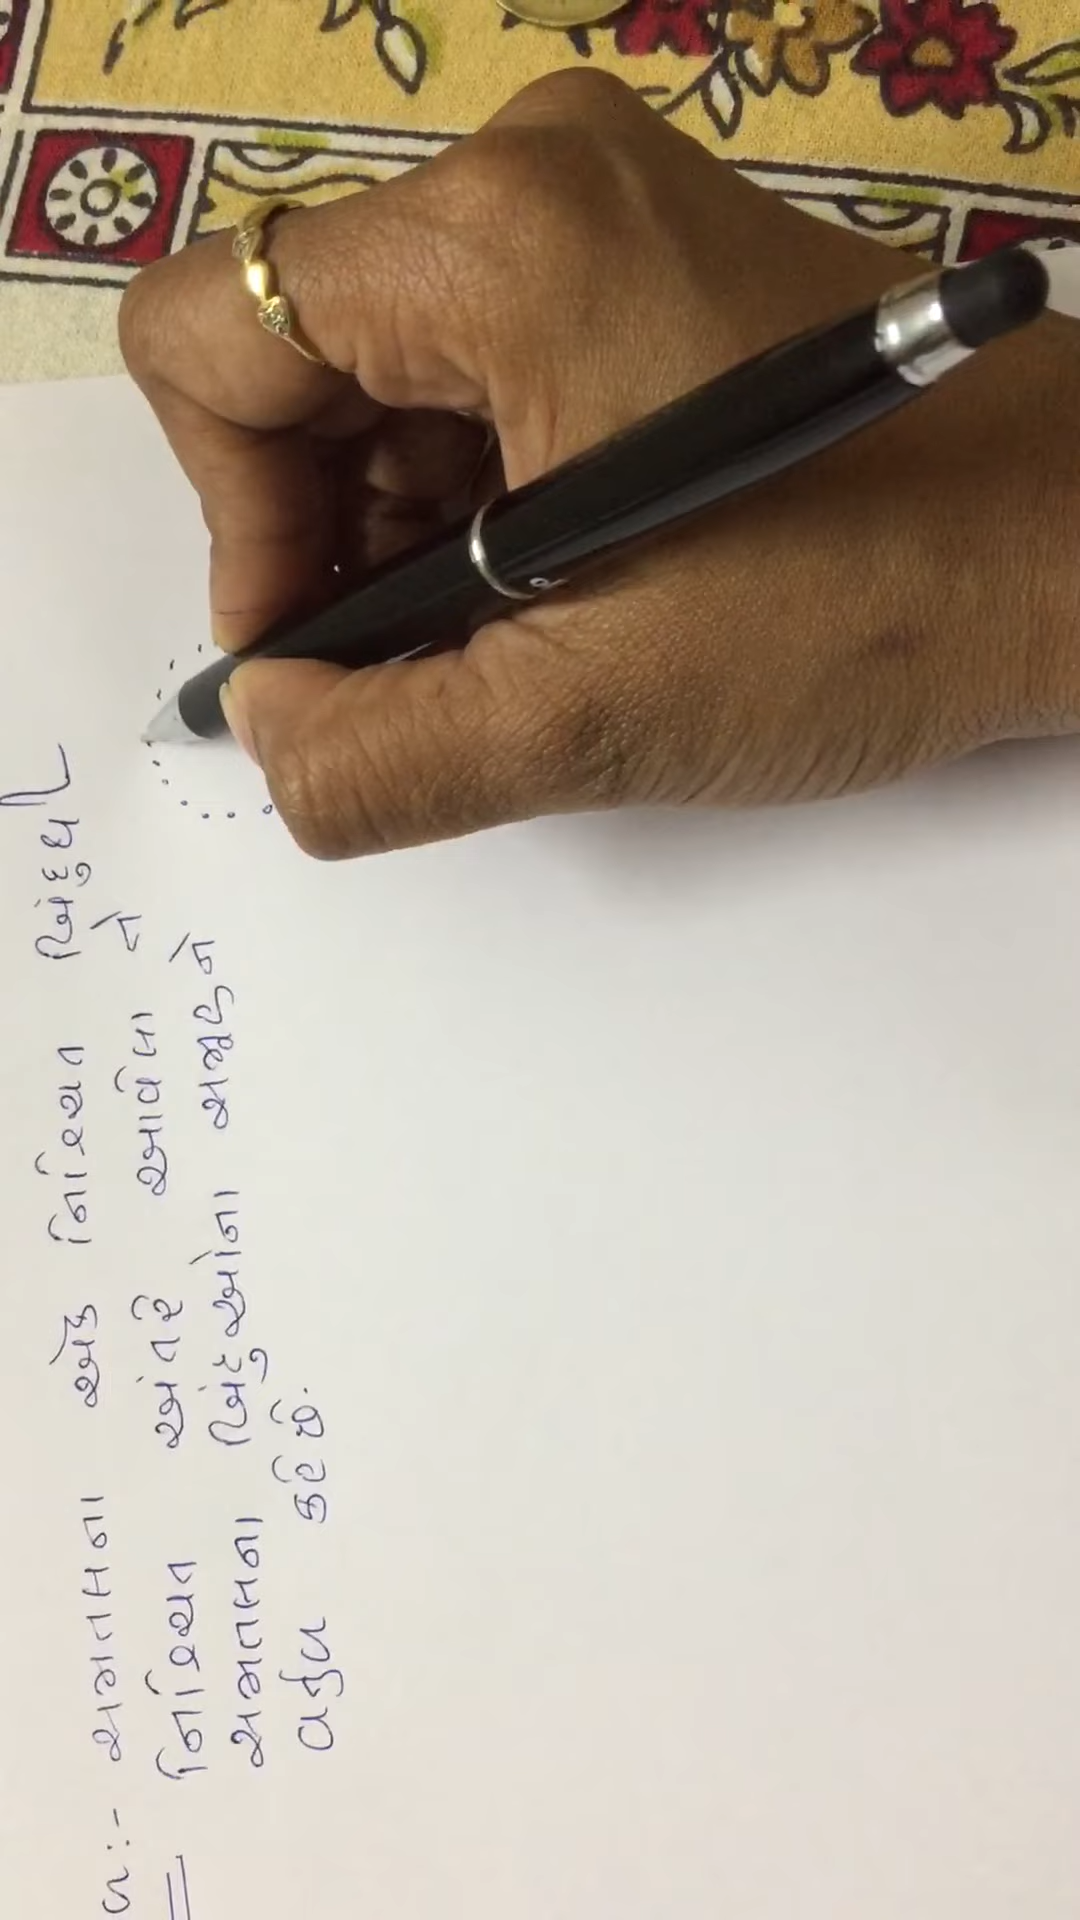 ળ :- સમતલના એક નિશ્ચિત બિંદુથી
નિશ્ચિત અંતરે આવેલા તે
સમતલના બિંદુઓના સમૂહને
વર્તુળ કહે છે.